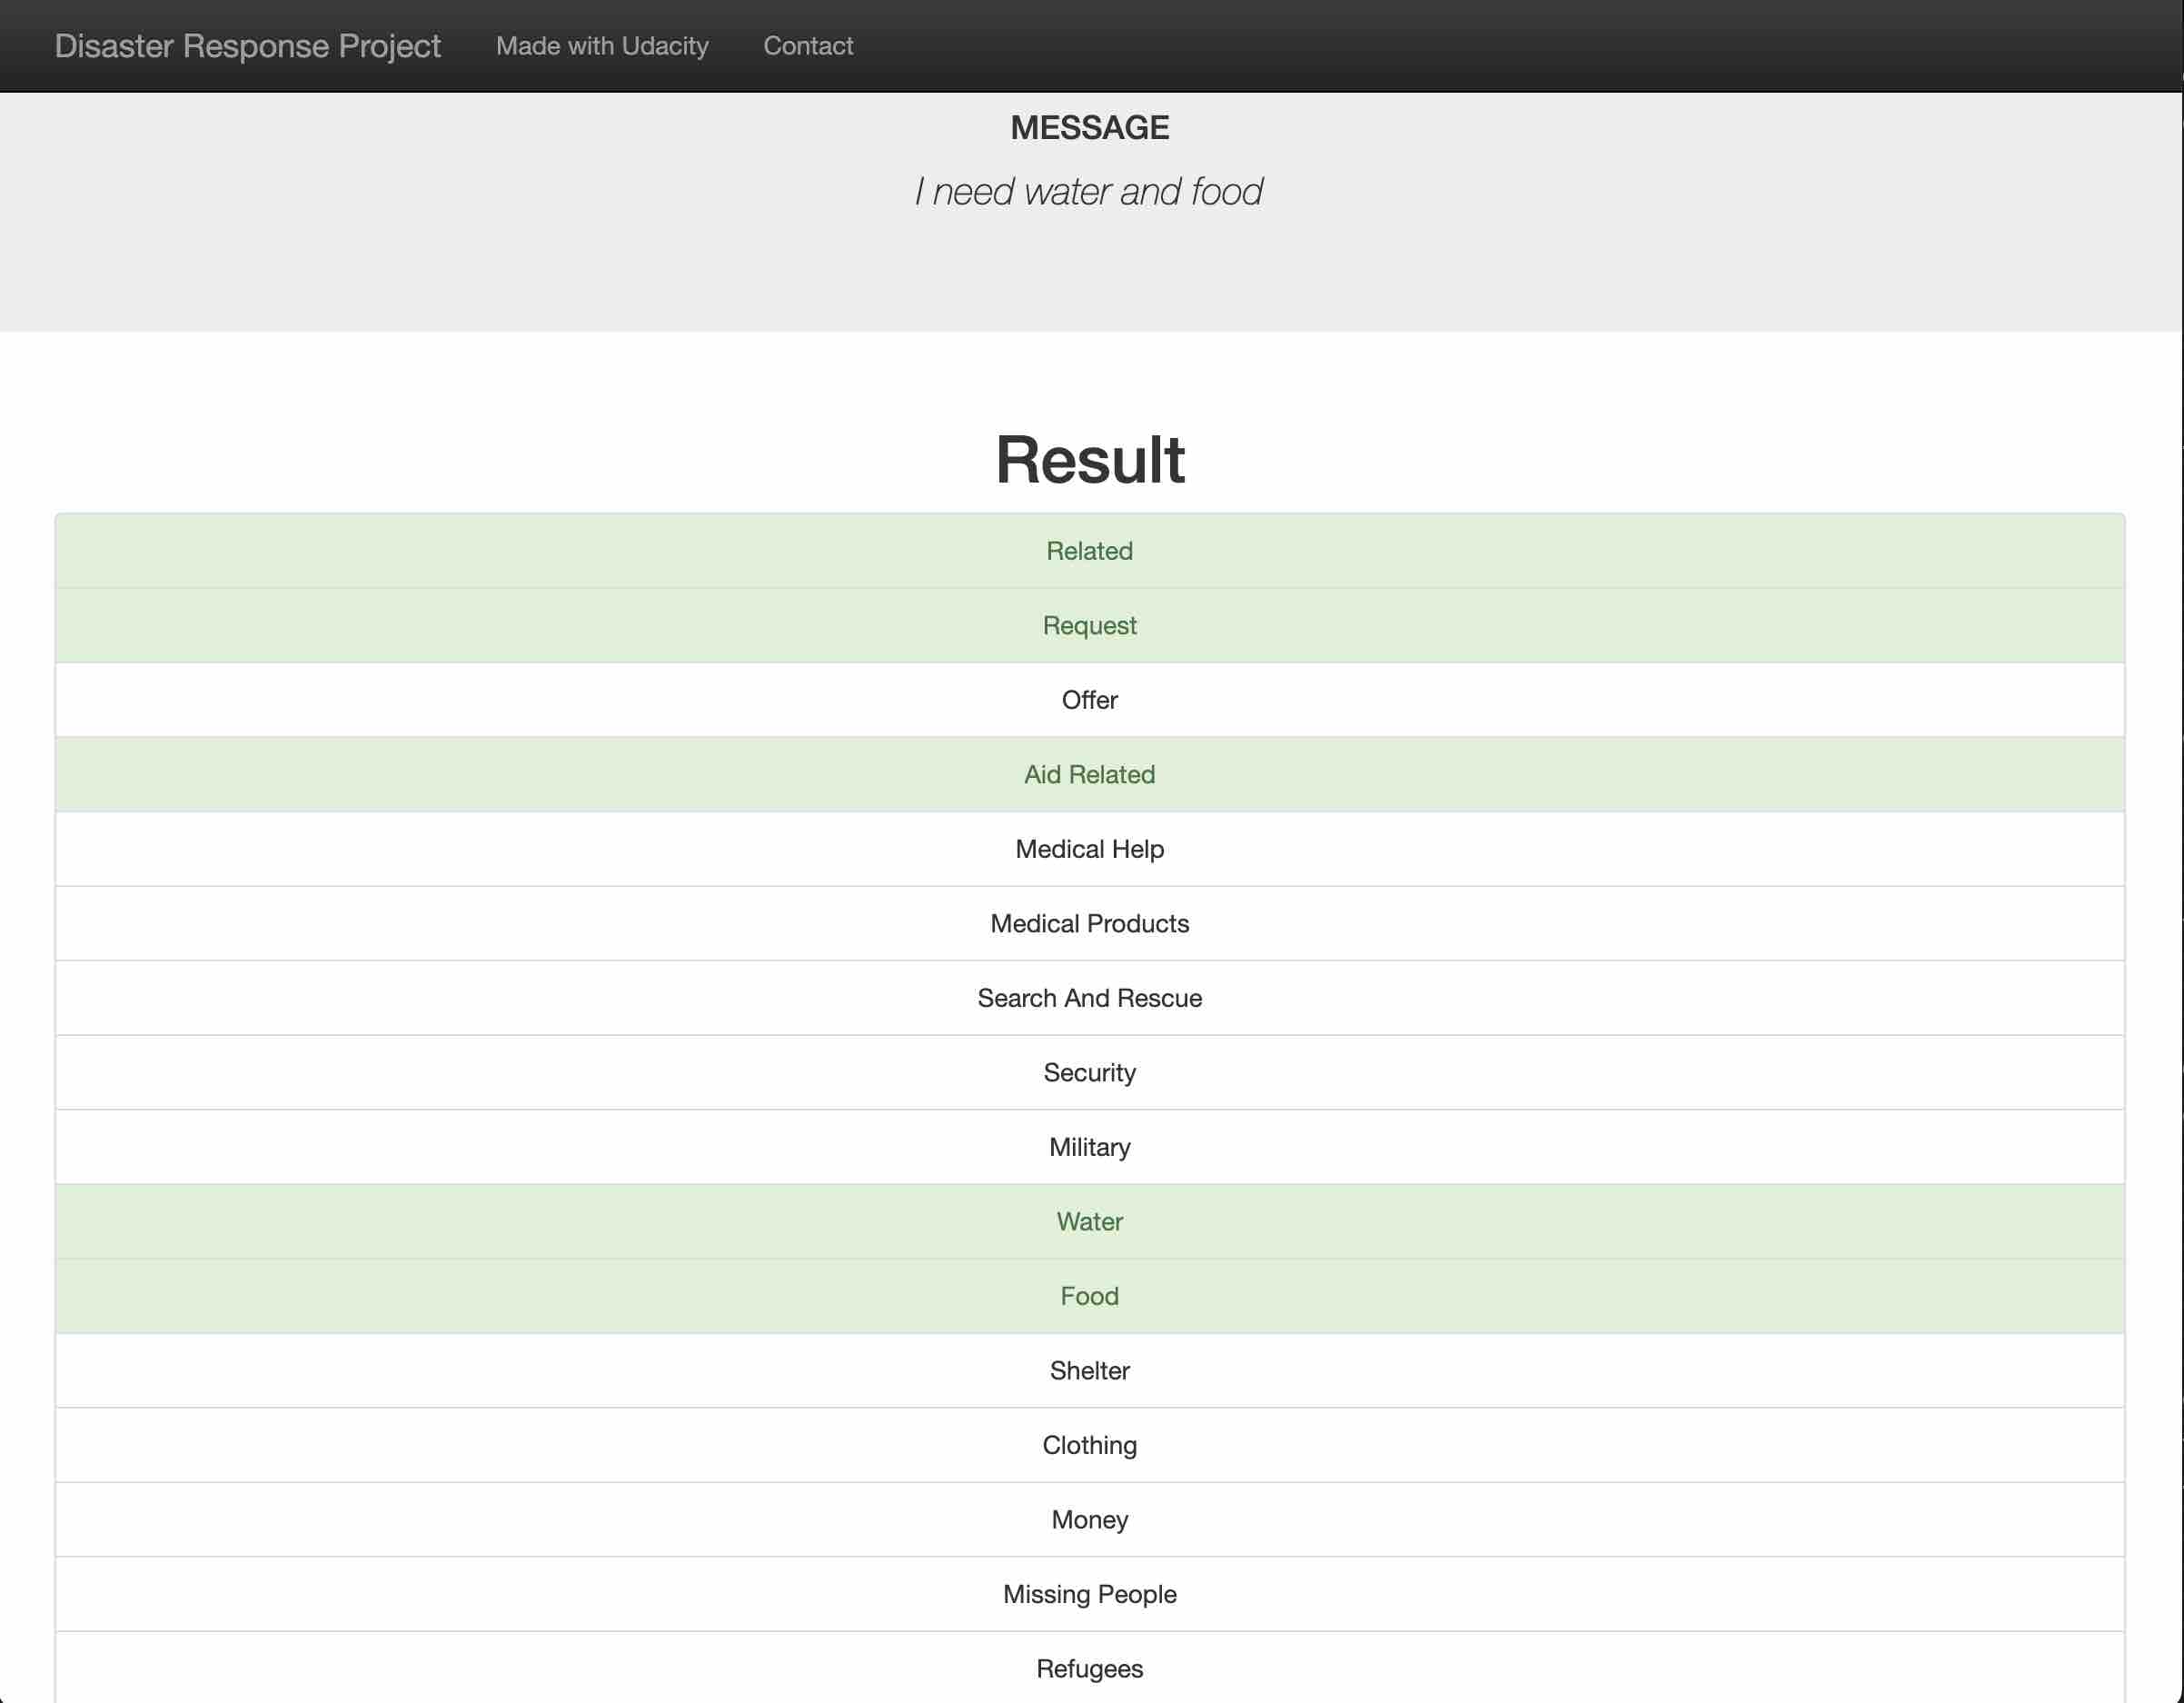 Disaster Response Project Made with Udacity Contact
MESSAGE
I need water and food
Result
Related
Request
Offer
Aid Related
Medical Help
Medical Products
Search And Rescue
Security
Military
Water
Food
Shelter
Clothing
Money
Missing People
Refugees